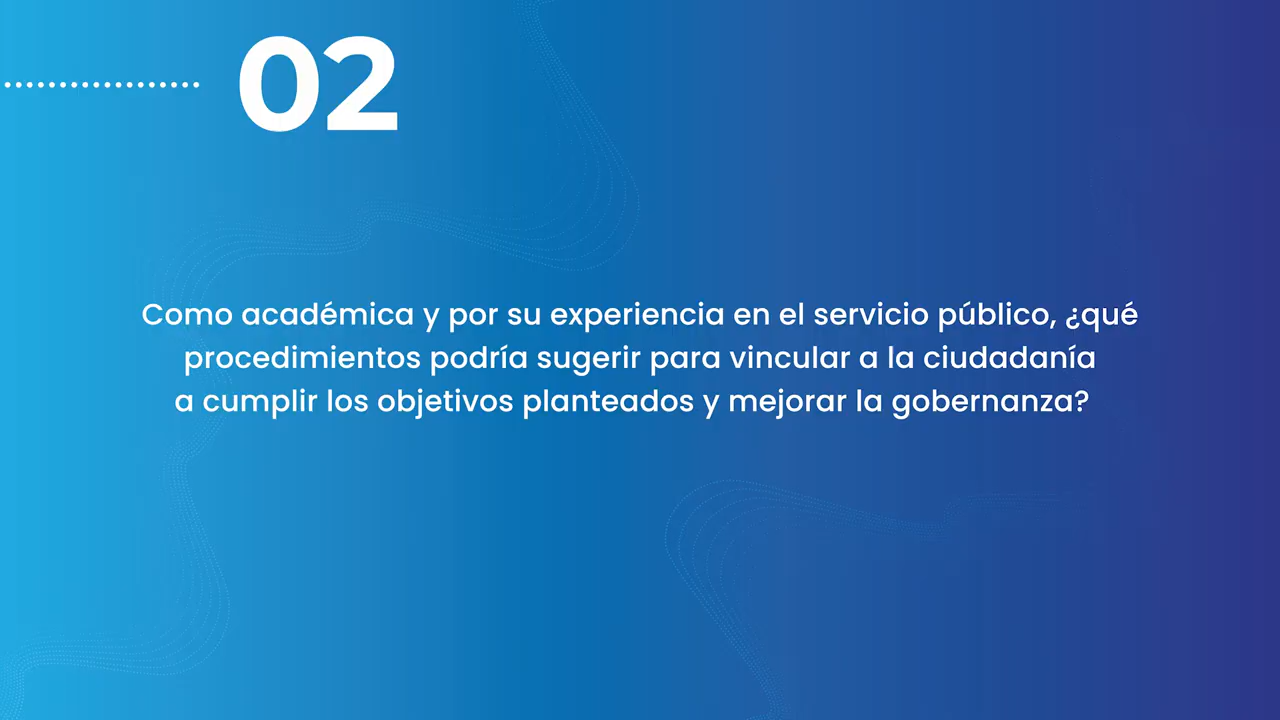 02
Como académica y por su experiencia en el servicio público, ¿qué
procedimientos podría sugerir para vincular a la ciudadanía
a cumplir los objetivos planteados y mejorar la gobernanza?